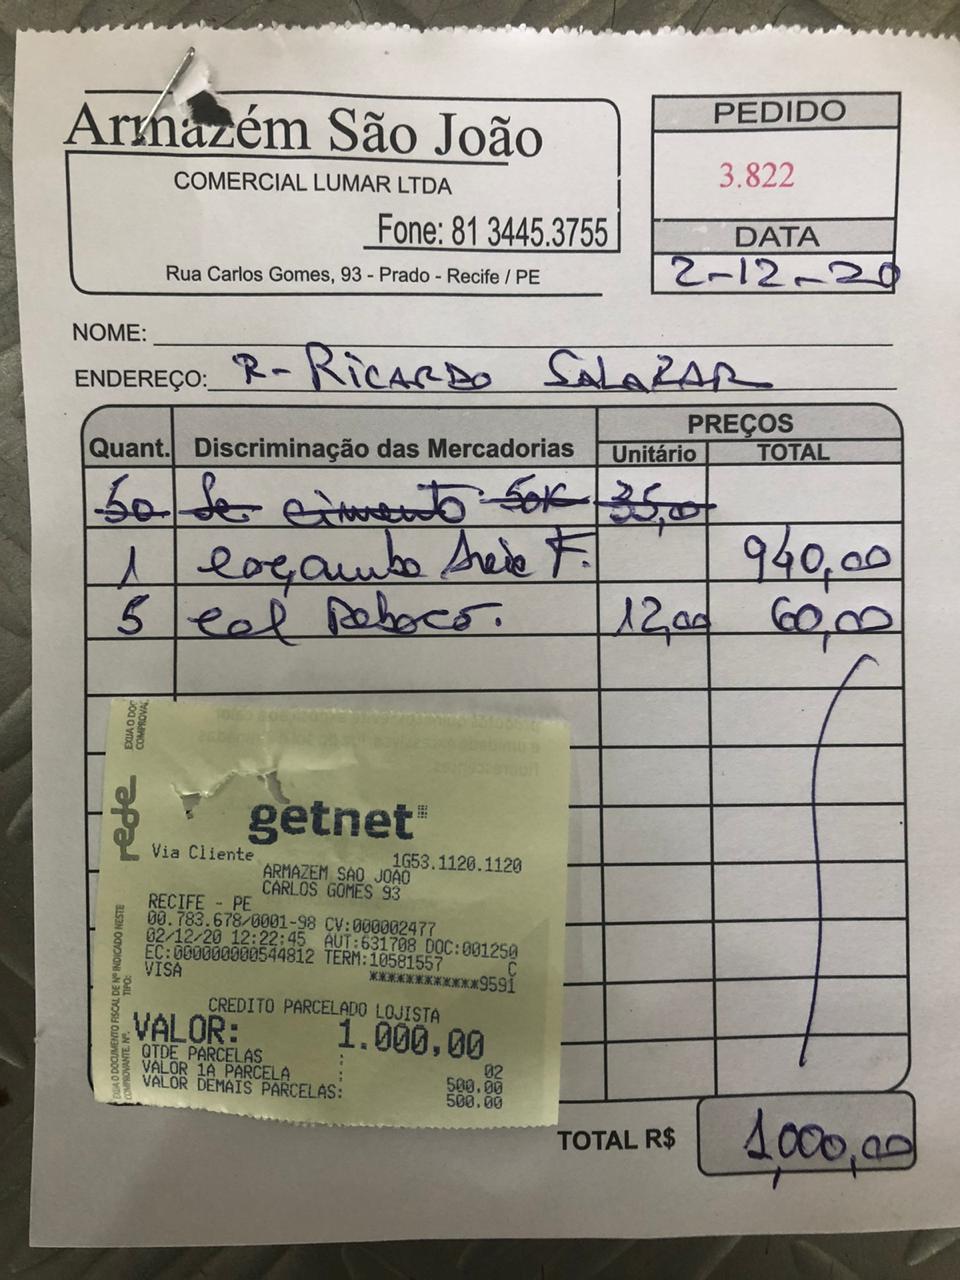 Armazém São João
COMERCIAL LUMAR LTDA
Fone: 81 3445.3755
Rua Carlos Gomes, 93 - Prado - Recife / PE
PEDIDO
3.822
DATA
2-12-20
NOME:
ENDEREÇO: R- RICARDO SALAZAR
Quant. Discriminação das Mercadorias PREÇOS
Unitário TOTAL
50 Sc cimento 50K 35,00
1 caçamba Areia F. 940,00
5 cal Reboco. 12,00 60,00
rede
getnet
Via Cliente 1G53.1120.1120
ARMAZEM SAO JOAO
CARLOS GOMES 93
RECIFE - PE
00.783.678/0001-98 CV:000002477
02/12/20 12:22:45 AUT:631708 DOC:001250
EC:000000000544812 TERM:10581557 C
VISA ************9591
CREDITO PARCELADO LOJISTA
VALOR: 1.000,00
QTDE PARCELAS : 02
VALOR 1A PARCELA : 500.00
VALOR DEMAIS PARCELAS: 500.00
TOTAL R$ 1,000,00